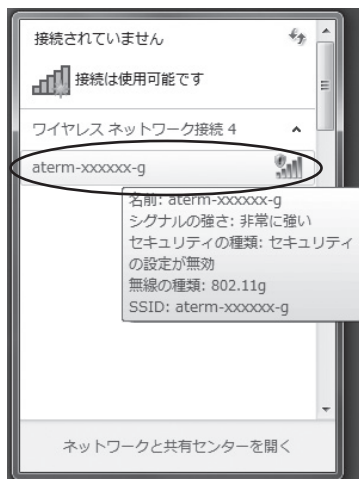 接続されていません
接続は使用可能です
ワイヤレス ネットワーク接続 4
aterm-xxxxxx-g
名前: aterm-xxxxxx-g
シグナルの強さ: 非常に強い
セキュリティの種類: セキュリティ
の設定が無効
無線の種類: 802.11g
SSID: aterm-xxxxxx-g
ネットワークと共有センターを開く